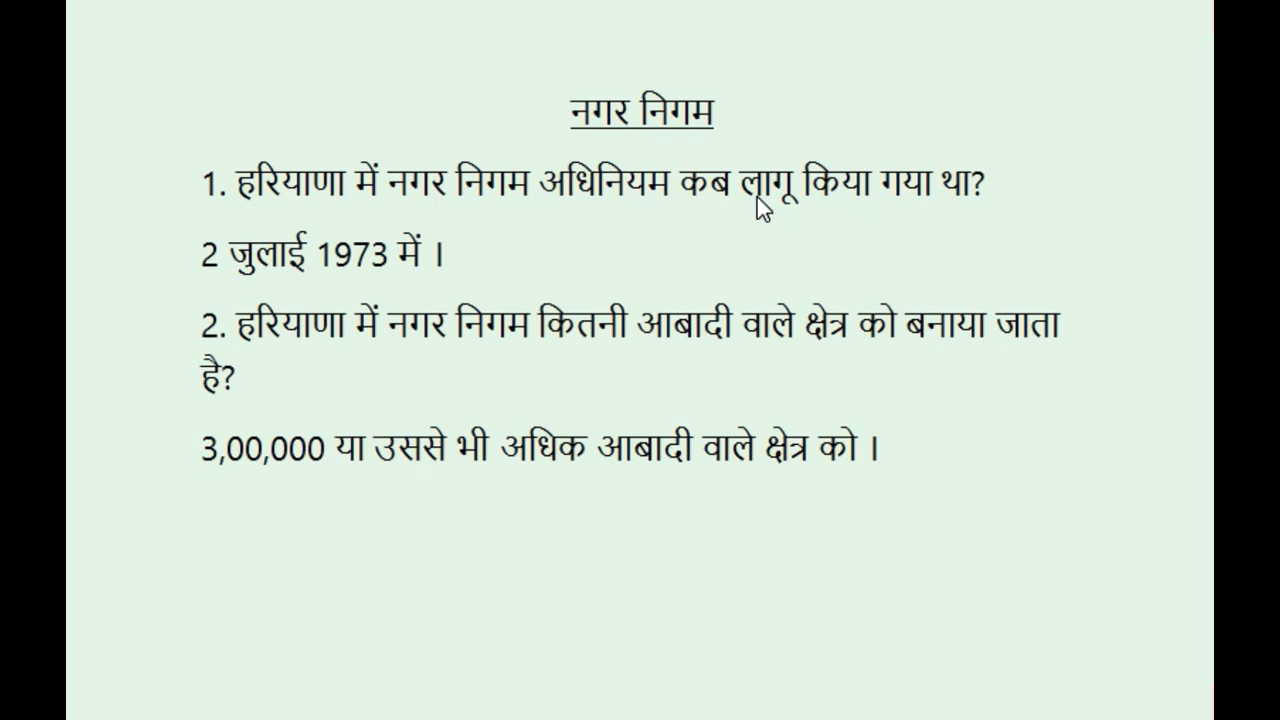 नगर निगम
1. हरियाणा में नगर निगम अधिनियम कब लागू किया गया था?
2 जुलाई 1973 में ।
2. हरियाणा में नगर निगम कितनी आबादी वाले क्षेत्र को बनाया जाता
है?
3,00,000 या उससे भी अधिक आबादी वाले क्षेत्र को ।